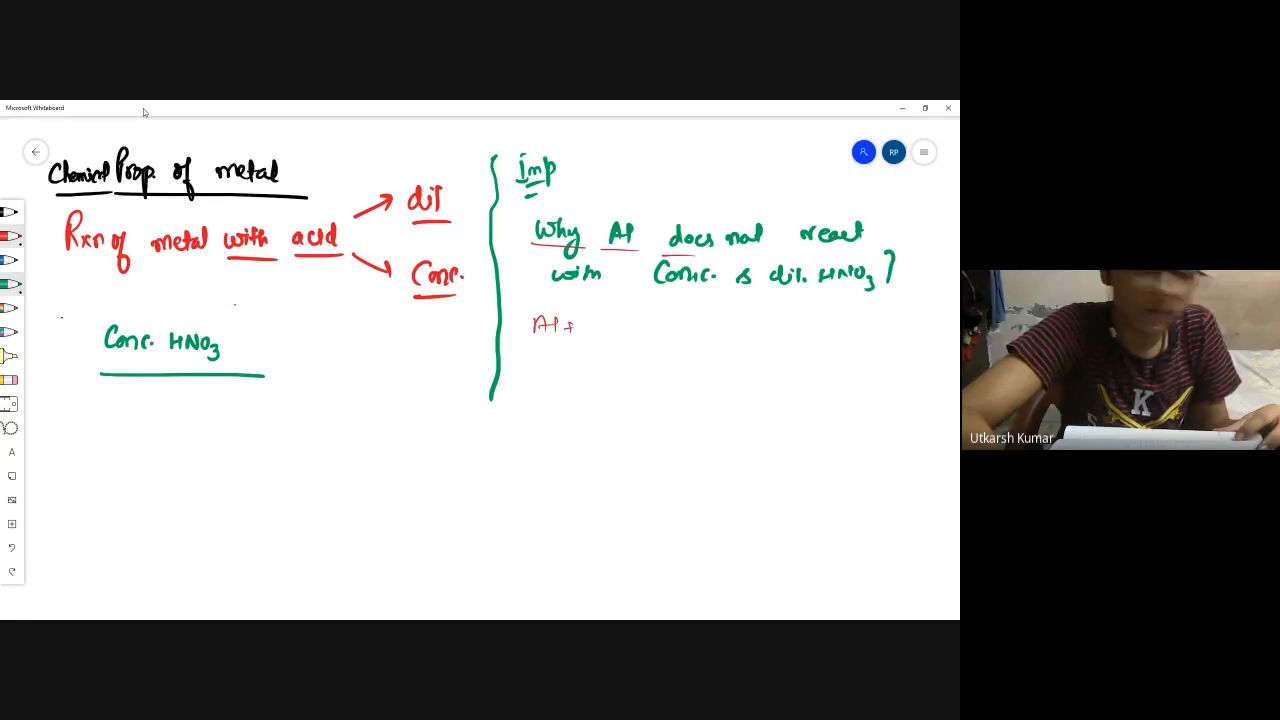 Microsoft Whiteboard
RP
Chemical Prop. of metal
Rxn of metal with acid
dil
Conc.
Conc. HNO3
Imp
Why Al does not react
with Conc. & dil. HNO3?
Al +
K
Utkarsh Kumar